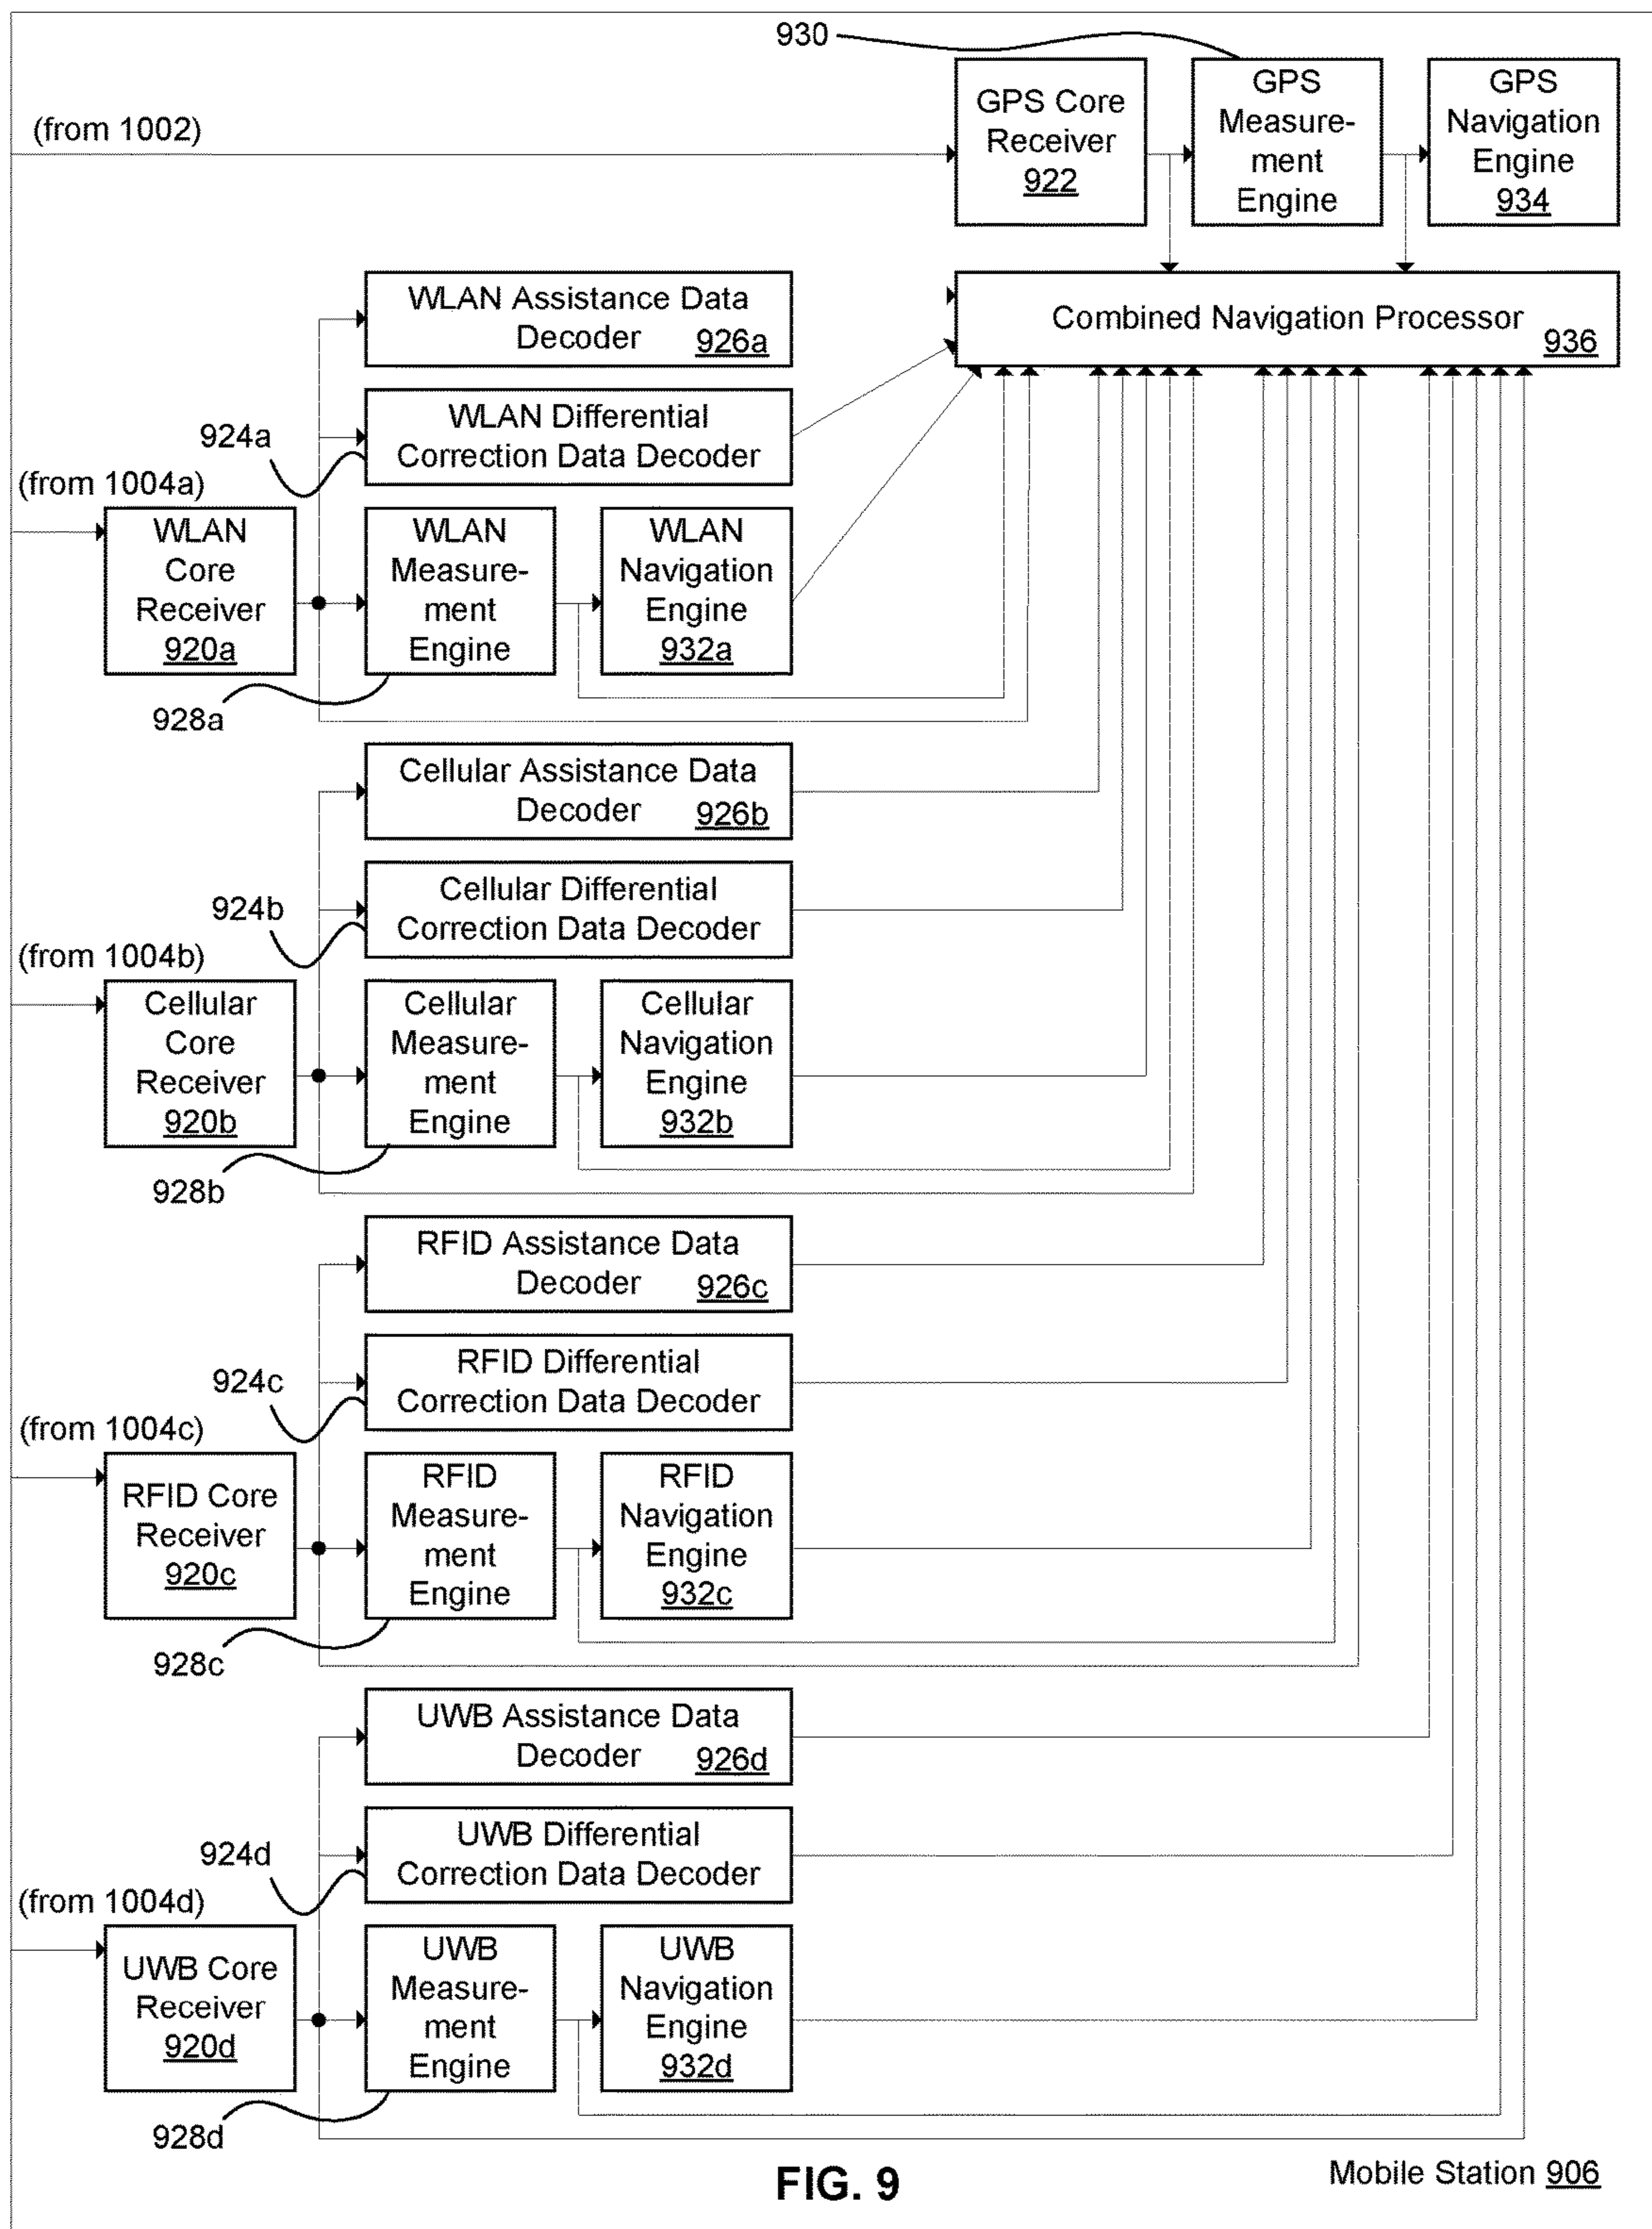 930
GPS Core
Receiver
922
GPS
Measure-
ment
Engine
GPS
Navigation
Engine
934
(from 1002)
WLAN Assistance Data
Decoder 926a
Combined Navigation Processor
936
924a
WLAN Differential
Correction Data Decoder
(from 1004a)
WLAN
Core
Receiver
920a
WLAN
Measure-
ment
Engine
WLAN
Navigation
Engine
932a
928a
Cellular Assistance Data
Decoder 926b
924b
Cellular Differential
Correction Data Decoder
(from 1004b)
Cellular
Core
Receiver
920b
Cellular
Measure-
ment
Engine
Cellular
Navigation
Engine
932b
928b
RFID Assistance Data
Decoder 926c
924c
RFID Differential
Correction Data Decoder
(from 1004c)
RFID Core
Receiver
920c
RFID
Measure-
ment
Engine
RFID
Navigation
Engine
932c
928c
UWB Assistance Data
Decoder 926d
924d
UWB Differential
Correction Data Decoder
(from 1004d)
UWB Core
Receiver
920d
UWB
Measure-
ment
Engine
UWB
Navigation
Engine
932d
928d
FIG. 9
Mobile Station 906